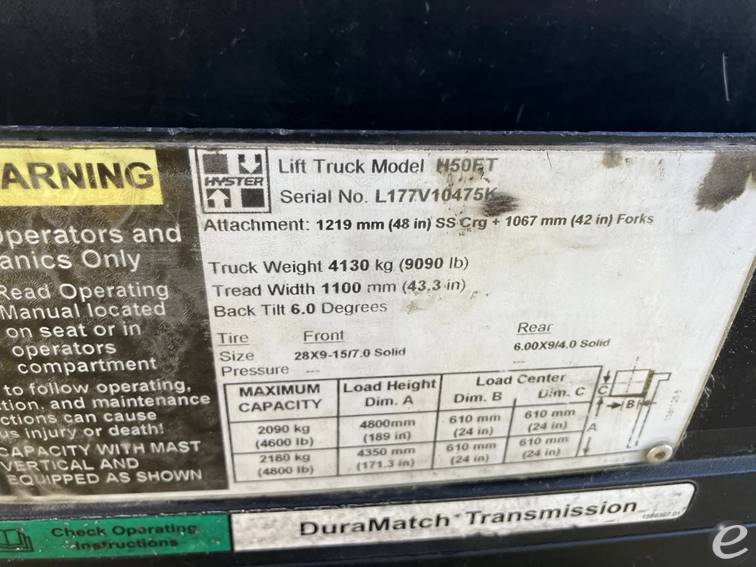 ARNING
perators and
anics Only
Read Operating
Manual located
on seat or in
operators
compartment
to follow operating,
tion, and maintenance
ctions can cause
us injury or death!
CAPACITY WITH MAST
VERTICAL AND
EQUIPPED AS SHOWN
Check Operating
Instructions
HYSTER
Lift Truck Model H50FT
Serial No. L177V10475K
Attachment: 1219 mm (48 in) SS Crg + 1067 mm (42 in) Forks
Truck Weight 4130 kg (9090 lb)
Tread Width 1100 mm (43.3 in)
Back Tilt 6.0 Degrees
Tire Front Rear
Size 28X9-15/7.0 Solid 6.00X9/4.0 Solid
Pressure --- ---
MAXIMUM CAPACITY Load Height Dim. A Load Center Dim. B Dim. C
2090 kg (4600 lb) 4800mm (189 in) 610 mm (24 in) 610 mm (24 in)
2180 kg (4800 lb) 4350 mm (171.3 in) 610 mm (24 in) 610 mm (24 in)
C
B
A
DuraMatch Transmission
e